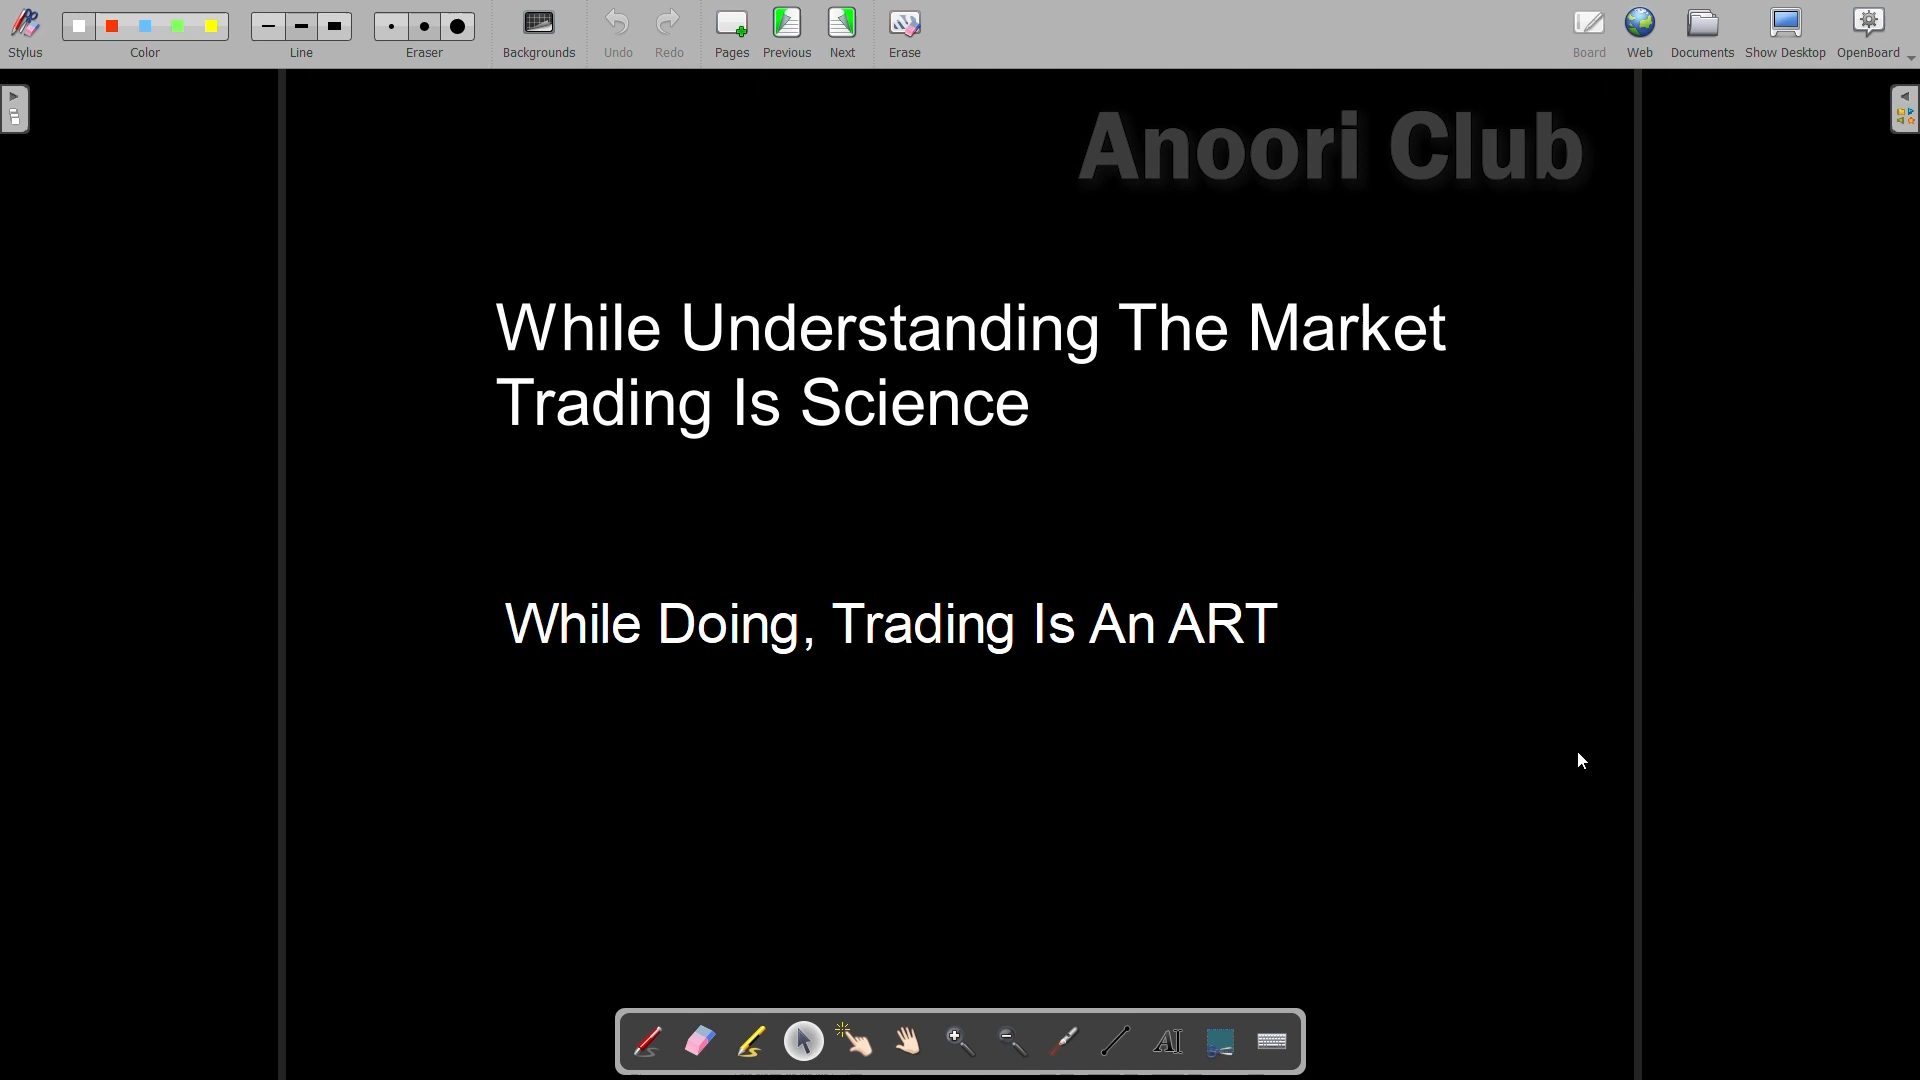 Stylus Color Line Eraser Backgrounds Undo Redo Pages Previous Next Erase Board Web Documents Show Desktop OpenBoard
Anoori Club
While Understanding The Market
Trading Is Science
While Doing, Trading Is An ART